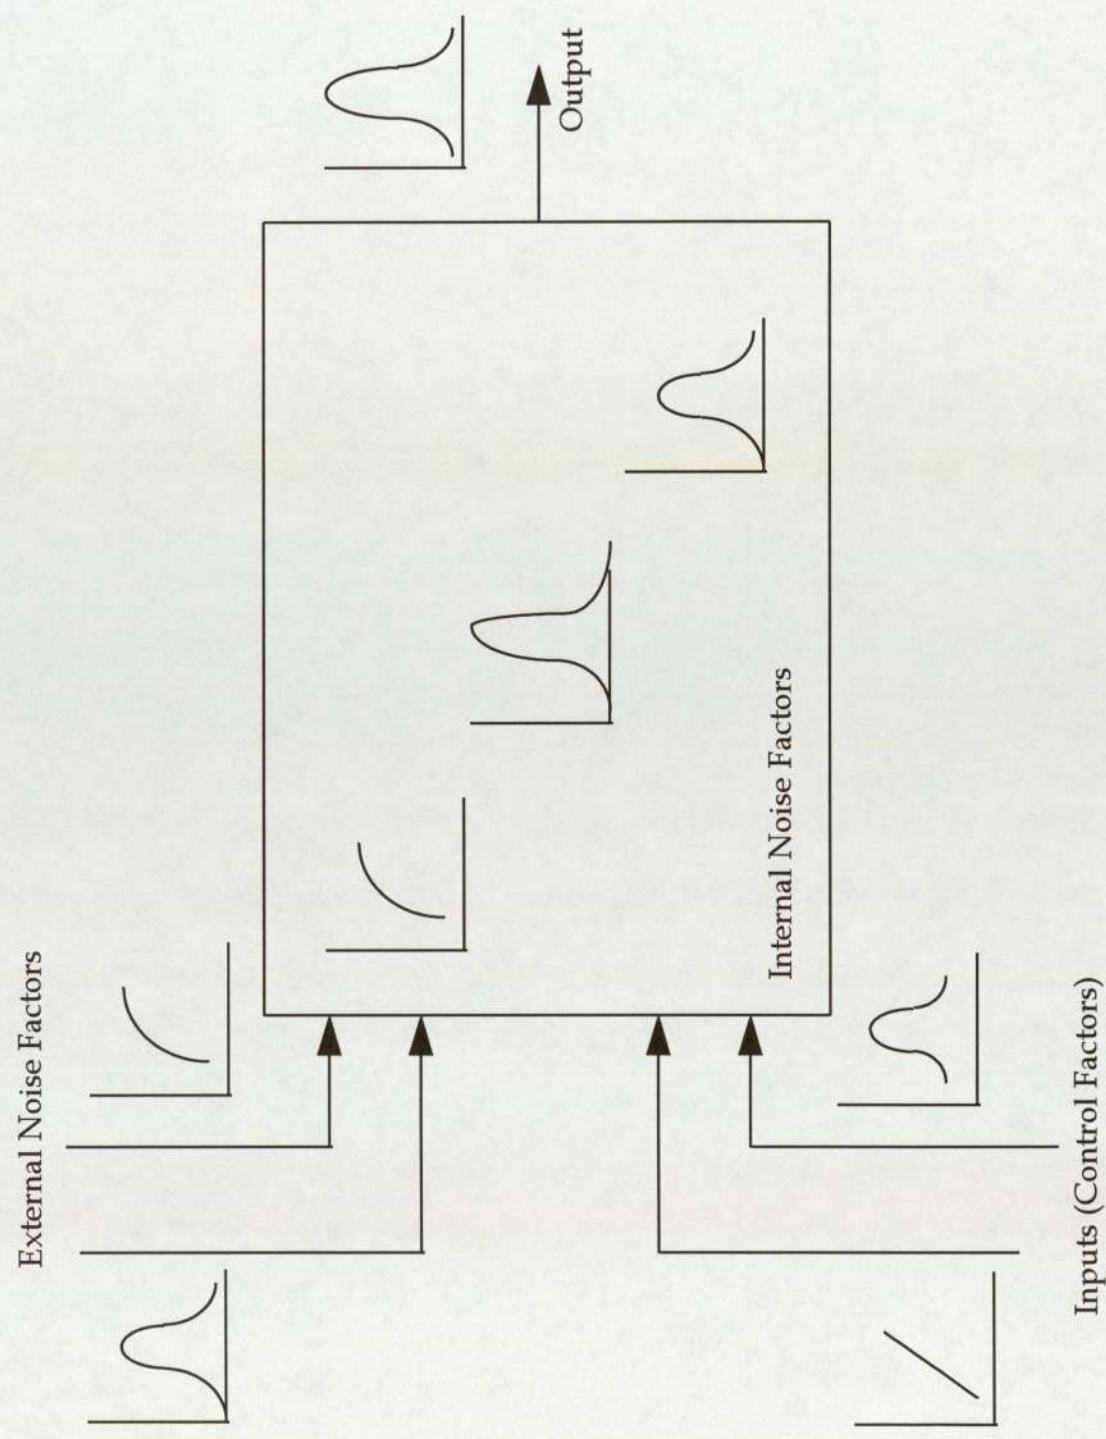 External Noise Factors
Output
Internal Noise Factors
Inputs (Control Factors)